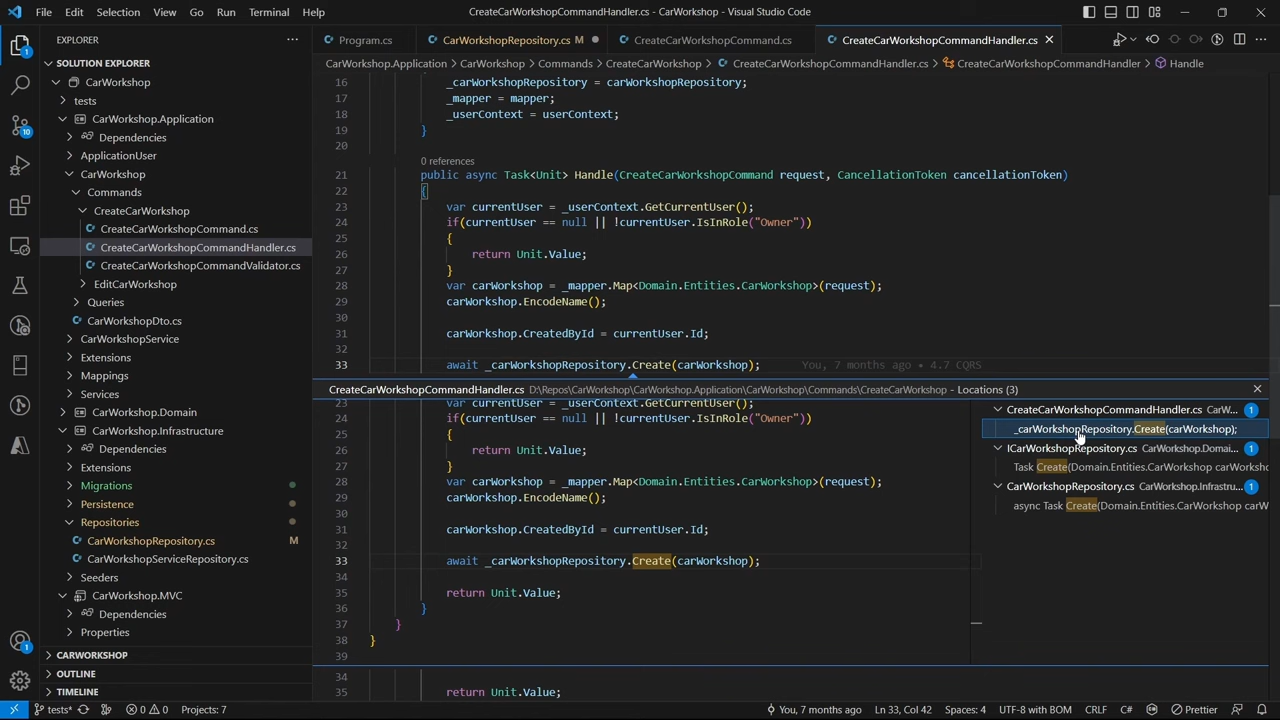 File Edit Selection View Go Run Terminal Help
CreateCarWorkshopCommandHandler.cs - CarWorkshop - Visual Studio Code
EXPLORER
Program.cs
CarWorkshopRepository.cs M
CreateCarWorkshopCommand.cs
CreateCarWorkshopCommandHandler.cs
1
SOLUTION EXPLORER
CarWorkshop
tests
CarWorkshop.Application
Dependencies
ApplicationUser
CarWorkshop
Commands
CreateCarWorkshop
CreateCarWorkshopCommand.cs
CreateCarWorkshopCommandHandler.cs
CreateCarWorkshopCommandValidator.cs
EditCarWorkshop
Queries
CarWorkshopDto.cs
CarWorkshopService
Extensions
Mappings
Services
CarWorkshop.Domain
CarWorkshop.Infrastructure
Dependencies
Extensions
Migrations
Persistence
Repositories
CarWorkshopRepository.cs M
CarWorkshopServiceRepository.cs
Seeders
CarWorkshop.MVC
Dependencies
Properties
CARWORKSHOP
OUTLINE
TIMELINE
10
1
CarWorkshop.Application > CarWorkshop > Commands > CreateCarWorkshop > CreateCarWorkshopCommandHandler.cs > CreateCarWorkshopCommandHandler > Handle
16 _carWorkshopRepository = carWorkshopRepository;
17 _mapper = mapper;
18 _userContext = userContext;
19 }
20
0 references
21 public async Task<Unit> Handle(CreateCarWorkshopCommand request, CancellationToken cancellationToken)
22 {
23 var currentUser = _userContext.GetCurrentUser();
24 if(currentUser == null || !currentUser.IsInRole("Owner"))
25 {
26 return Unit.Value;
27 }
28 var carWorkshop = _mapper.Map<Domain.Entities.CarWorkshop>(request);
29 carWorkshop.EncodeName();
30
31 carWorkshop.CreatedById = currentUser.Id;
32
33 await _carWorkshopRepository.Create(carWorkshop); You, 7 months ago • 4.7 CQRS
CreateCarWorkshopCommandHandler.cs D:\Repos\CarWorkshop\CarWorkshop.Application\CarWorkshop\Commands\CreateCarWorkshop - Locations (3)
23 var currentUser = _userContext.GetCurrentUser();
24 if(currentUser == null || !currentUser.IsInRole("Owner"))
25 {
26 return Unit.Value;
27 }
28 var carWorkshop = _mapper.Map<Domain.Entities.CarWorkshop>(request);
29 carWorkshop.EncodeName();
30
31 carWorkshop.CreatedById = currentUser.Id;
32
33 await _carWorkshopRepository.Create(carWorkshop);
34
35 return Unit.Value;
36 }
37 }
38 }
39
CreateCarWorkshopCommandHandler.cs CarW... 1
_carWorkshopRepository.Create(carWorkshop);
ICarWorkshopRepository.cs CarWorkshop.Domai... 1
Task Create(Domain.Entities.CarWorkshop carWorksho
CarWorkshopRepository.cs CarWorkshop.Infrastru... 1
async Task Create(Domain.Entities.CarWorkshop carW
34
35 return Unit.Value;
tests* 0 0 Projects: 7
You, 7 months ago Ln 33, Col 42 Spaces: 4 UTF-8 with BOM CRLF C# Prettier